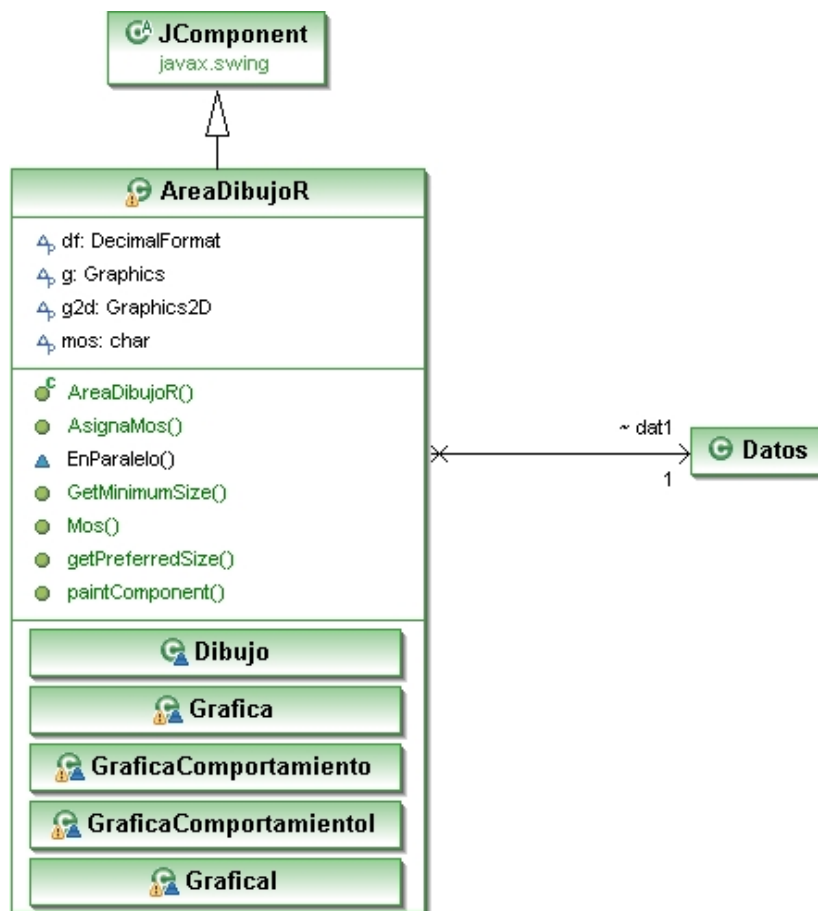 JComponent
javax.swing
AreaDibujoR
df: DecimalFormat
g: Graphics
g2d: Graphics2D
mos: char
AreaDibujoR()
AsignaMos()
EnParalelo()
GetMinimumSize()
Mos()
getPreferredSize()
paintComponent()
~ dat1
1
Datos
Dibujo
Grafica
GraficaComportamiento
GraficaComportamientoI
GraficaI